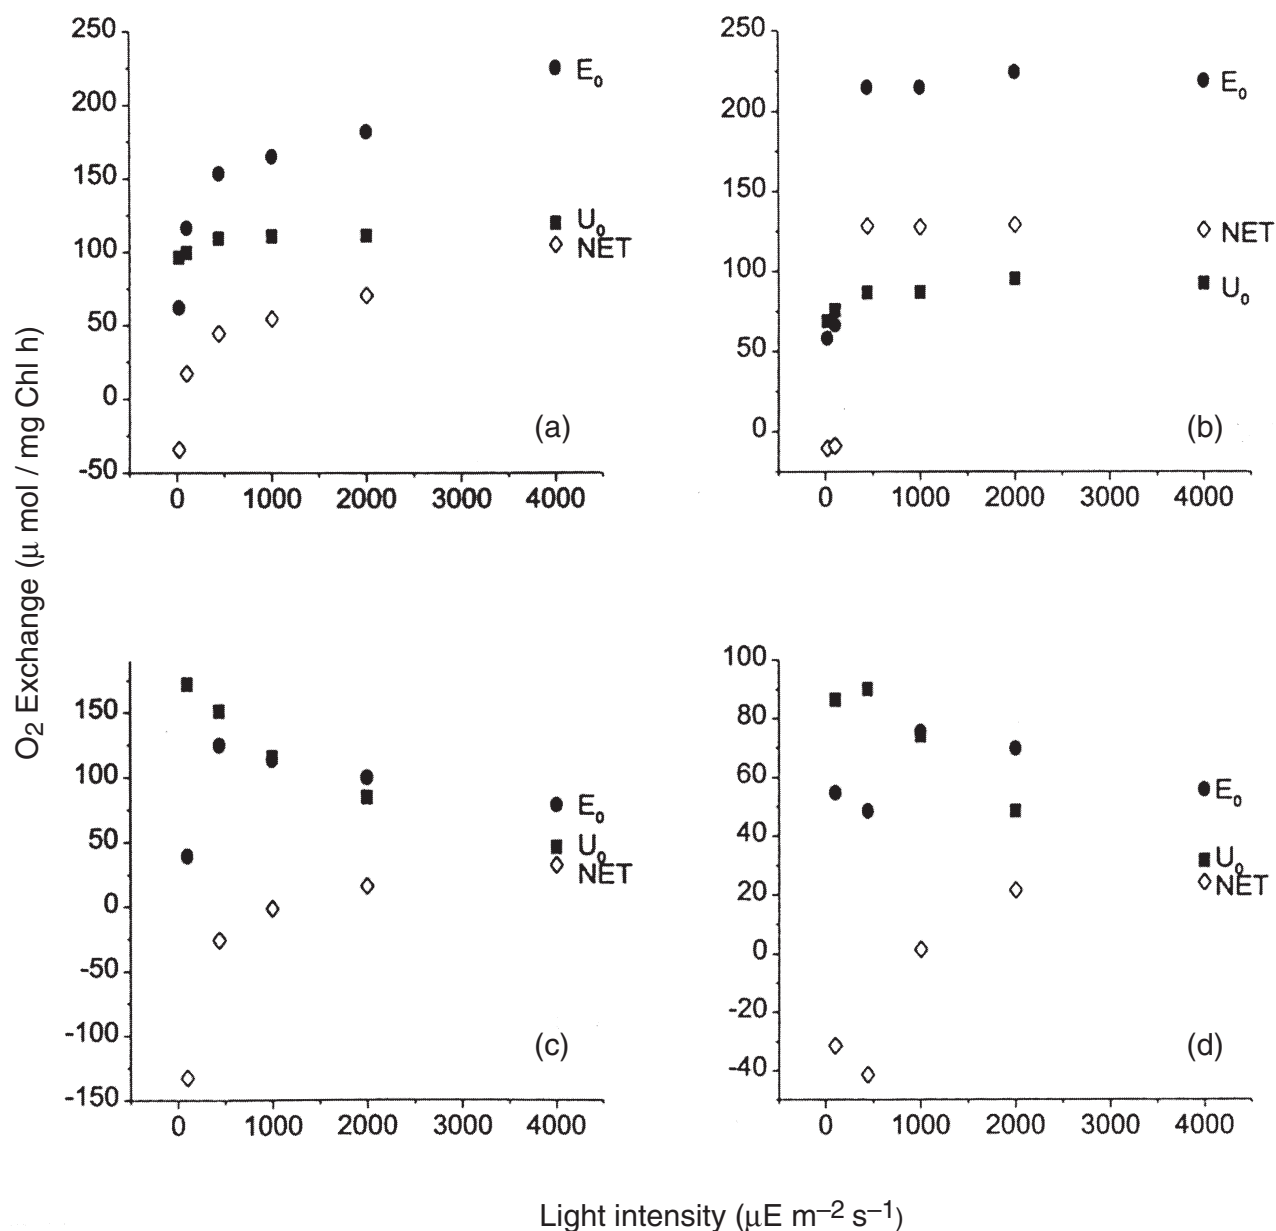 O₂ Exchange (μ mol / mg Chl h)
250
200
150
100
50
0
-50
0 1000 2000 3000 4000
E₀
U₀
NET
(a)
250
200
150
100
50
0
0 1000 2000 3000 4000
E₀
NET
U₀
(b)
150
100
50
0
-50
-100
-150
0 1000 2000 3000 4000
E₀
U₀
NET
(c)
100
80
60
40
20
0
-20
-40
0 1000 2000 3000 4000
E₀
U₀
NET
(d)
Light intensity (μE m⁻² s⁻¹)